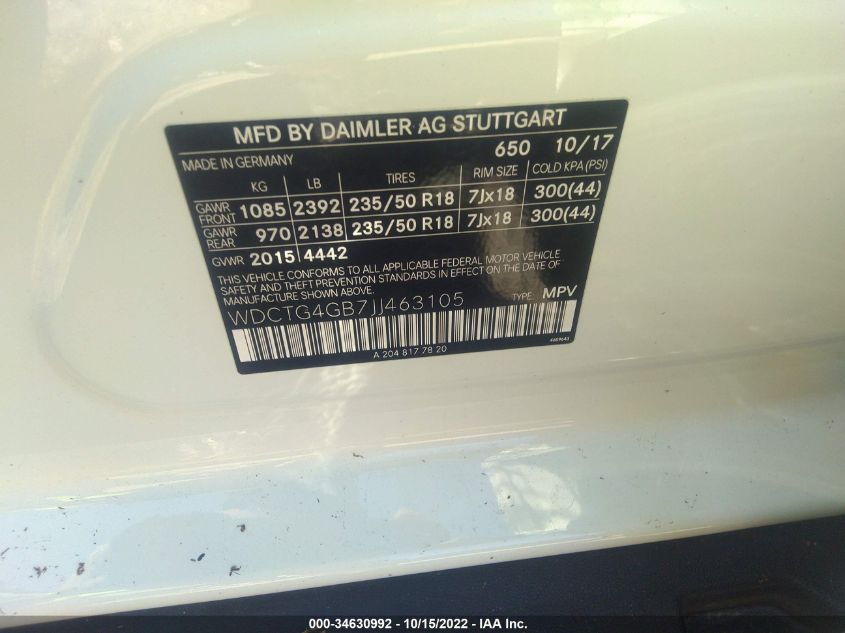 MFD BY DAIMLER AG STUTTGART
MADE IN GERMANY 650 10/17
KG LB TIRES RIM SIZE COLD KPA (PSI)
GAWR FRONT 1085 2392 235/50 R18 7Jx18 300(44)
GAWR REAR 970 2138 235/50 R18 7Jx18 300(44)
GVWR 2015 4442
THIS VEHICLE CONFORMS TO ALL APPLICABLE FEDERAL MOTOR VEHICLE
SAFETY AND THEFT PREVENTION STANDARDS IN EFFECT ON THE DATE OF
MANUFACTURE SHOWN ABOVE.
WDCTG4GB7JJ463105 TYPE: MPV
A 204 817 78 20
000-34630992 - 10/15/2022 - IAA Inc.